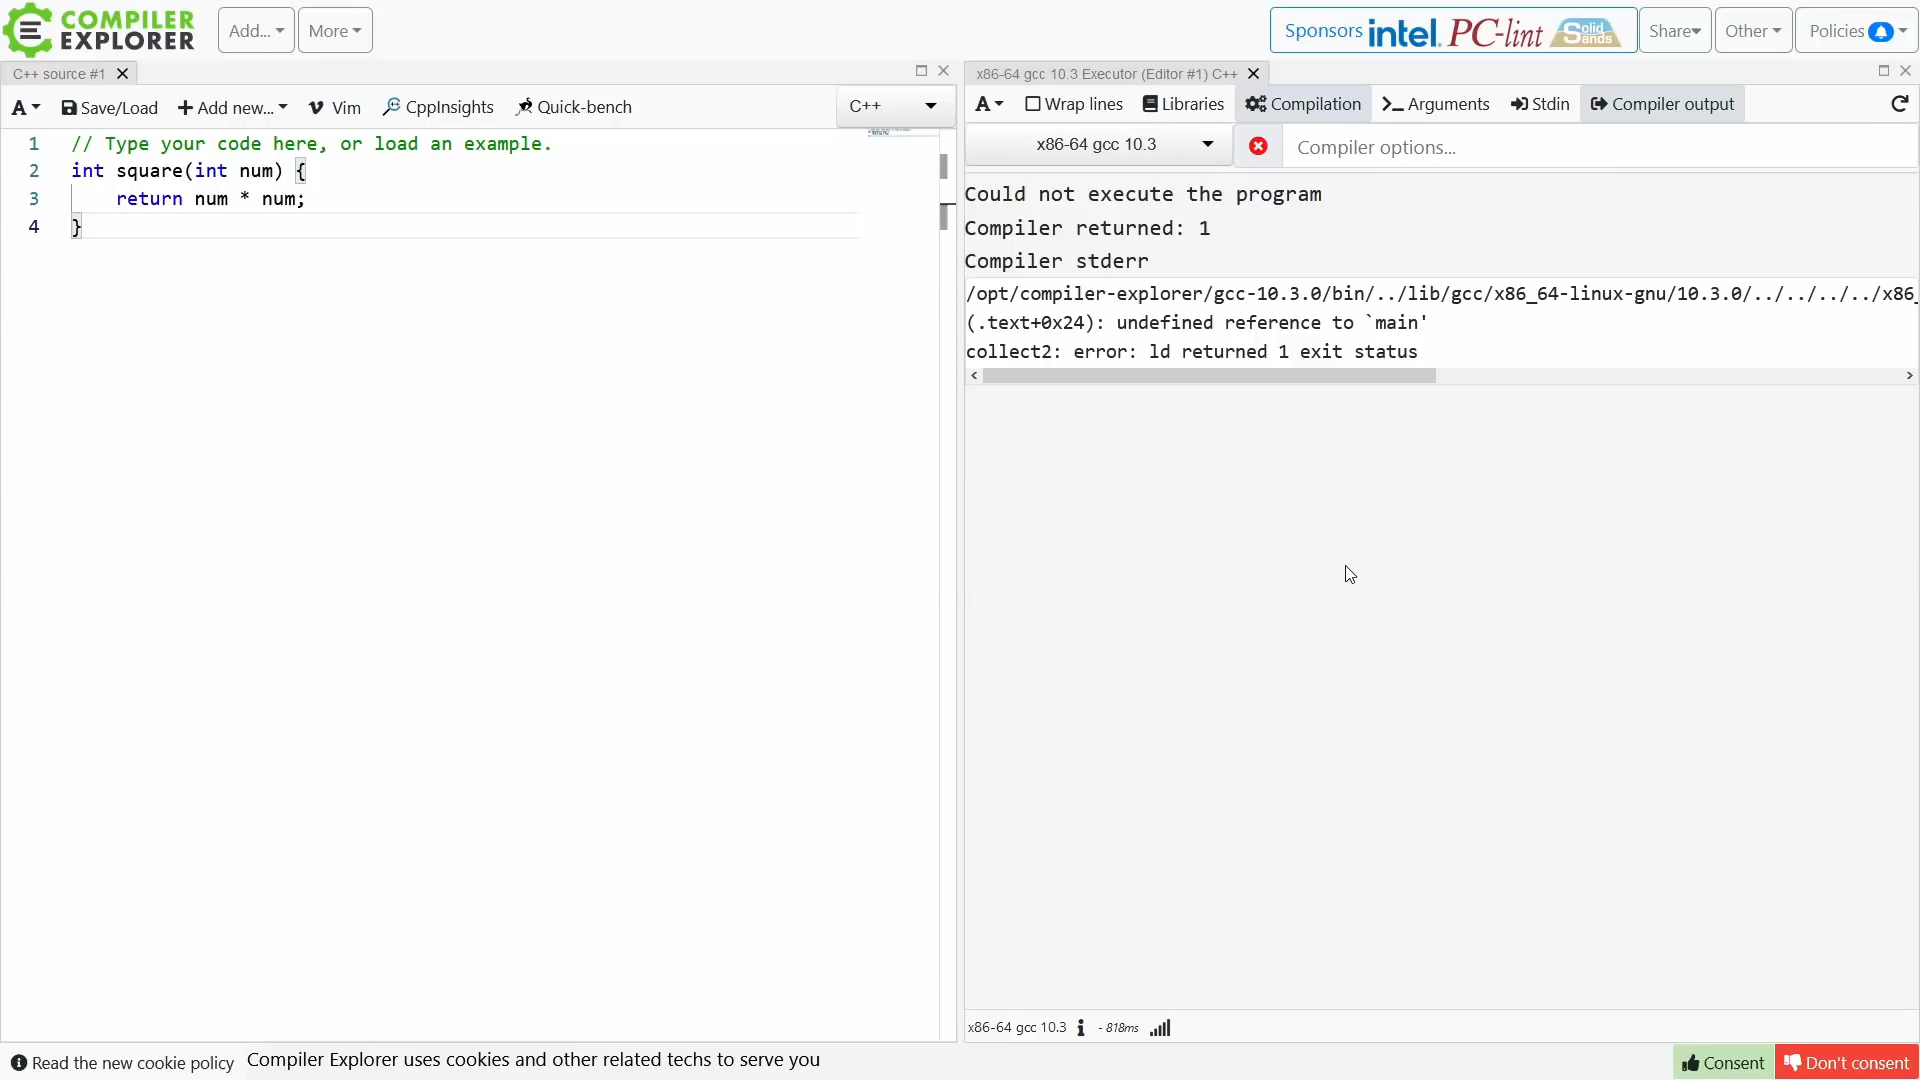 COMPILER
EXPLORER
Add...
More
Sponsors intel. PC-lint Solid Sands
Share
Other
Policies
C++ source #1
A
Save/Load
Add new...
Vim
CppInsights
Quick-bench
C++
1 // Type your code here, or load an example.
2 int square(int num) {
3     return num * num;
4 }
x86-64 gcc 10.3 Executor (Editor #1) C++
A
Wrap lines
Libraries
Compilation
Arguments
Stdin
Compiler output
x86-64 gcc 10.3
Compiler options...
Could not execute the program
Compiler returned: 1
Compiler stderr
/opt/compiler-explorer/gcc-10.3.0/bin/../lib/gcc/x86_64-linux-gnu/10.3.0/../../../../x86_
(.text+0x24): undefined reference to `main'
collect2: error: ld returned 1 exit status
x86-64 gcc 10.3 i - 818ms
Read the new cookie policy
Compiler Explorer uses cookies and other related techs to serve you
Consent
Don't consent